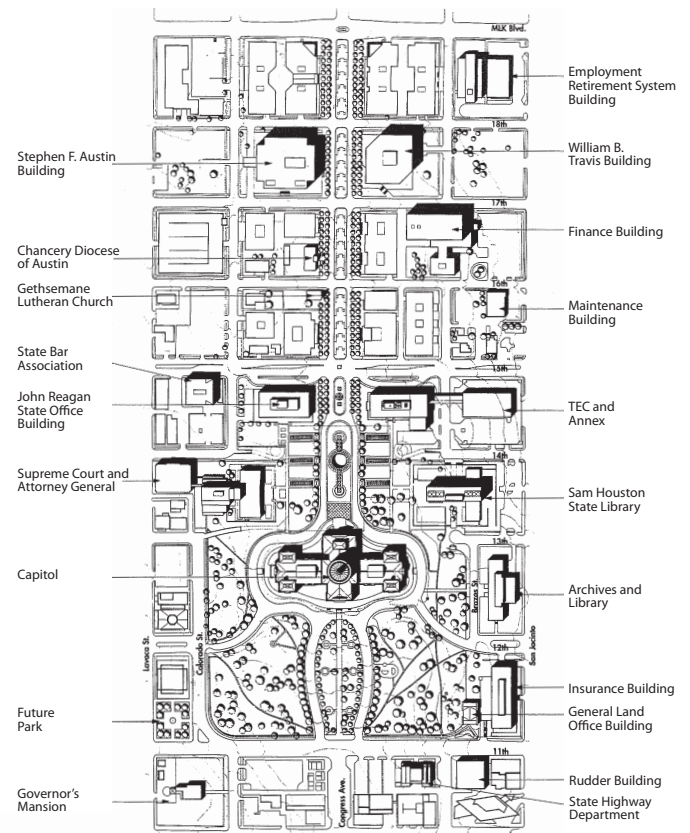 MLK Blvd.
Employment
Retirement System
Building
18th
Stephen F. Austin
Building
William B.
Travis Building
17th
Finance Building
Chancery Diocese
of Austin
16th
Gethsemane
Lutheran Church
Maintenance
Building
State Bar
Association
15th
John Reagan
State Office
Building
TEC and
Annex
14th
Supreme Court and
Attorney General
Sam Houston
State Library
13th
Capitol
Brazos St.
Archives and
Library
Lavaca St.
Colorado St.
12th
San Jacinto
Insurance Building
Future
Park
General Land
Office Building
11th
Governor's
Mansion
Congress Ave.
Rudder Building
State Highway
Department